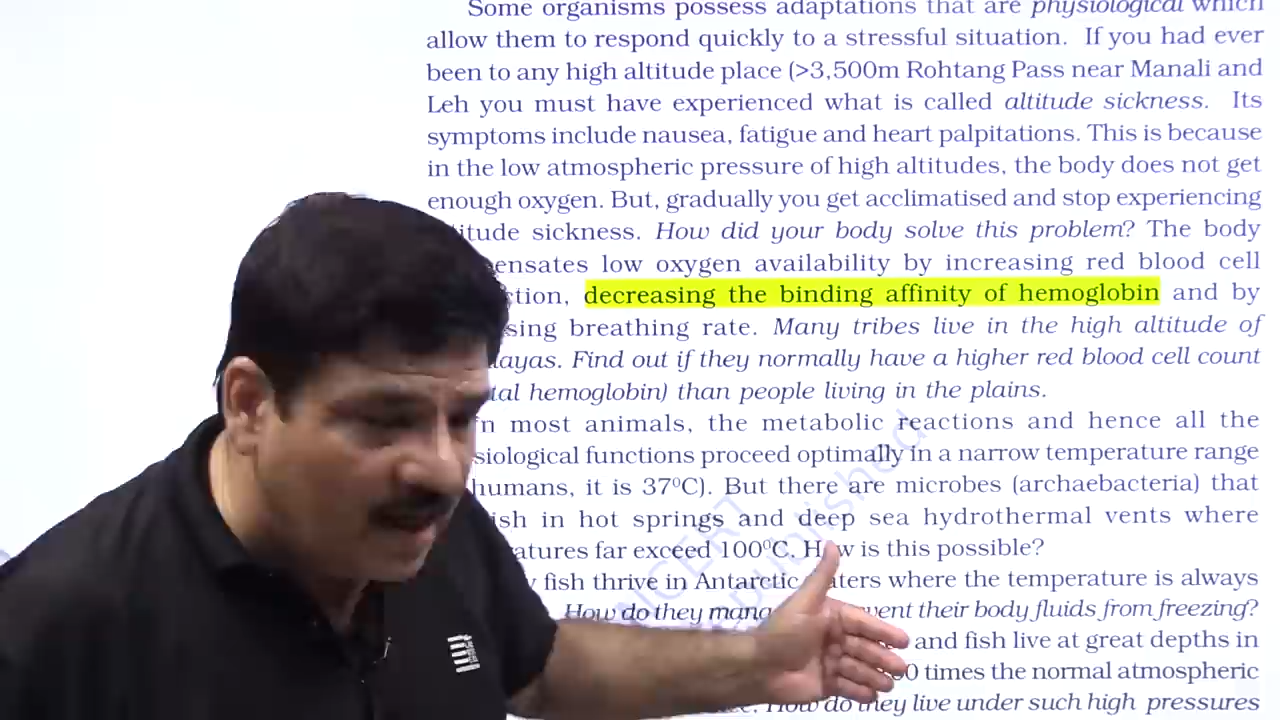 Some organisms possess adaptations that are physiological which
allow them to respond quickly to a stressful situation. If you had ever
been to any high altitude place (>3,500m Rohtang Pass near Manali and
Leh you must have experienced what is called altitude sickness. Its
symptoms include nausea, fatigue and heart palpitations. This is because
in the low atmospheric pressure of high altitudes, the body does not get
enough oxygen. But, gradually you get acclimatised and stop experiencing
titude sickness. How did your body solve this problem? The body
ensates low oxygen availability by increasing red blood cell
ction, decreasing the binding affinity of hemoglobin and by
sing breathing rate. Many tribes live in the high altitude of
layas. Find out if they normally have a higher red blood cell count
tal hemoglobin) than people living in the plains.
n most animals, the metabolic reactions and hence all the
siological functions proceed optimally in a narrow temperature range
humans, it is 37⁰C). But there are microbes (archaebacteria) that
ish in hot springs and deep sea hydrothermal vents where
ratures far exceed 100⁰C. How is this possible?
y fish thrive in Antarctic aters where the temperature is always
How do they mana vent their body fluids from freezing?
and fish live at great depths in
0 times the normal atmospheric
How do they live under such high pressures
NCERT
republished